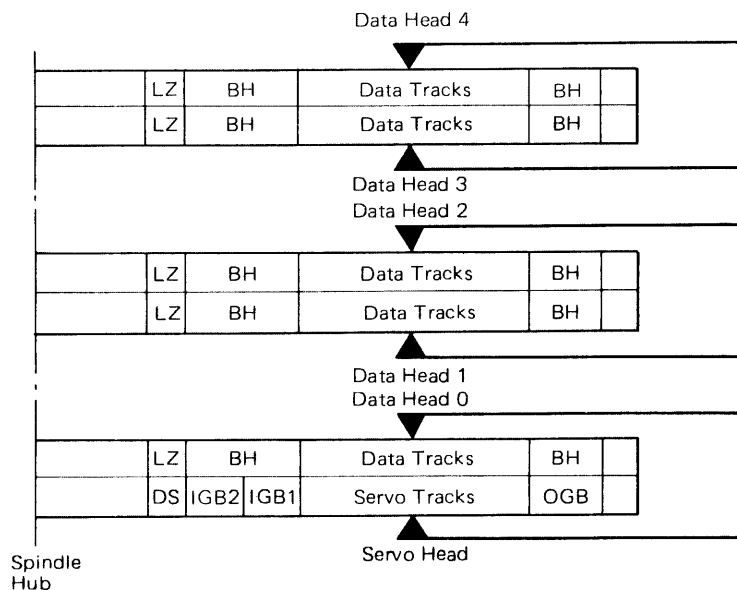 Data Head 4
LZ BH Data Tracks BH
LZ BH Data Tracks BH
Data Head 3
Data Head 2
LZ BH Data Tracks BH
LZ BH Data Tracks BH
Data Head 1
Data Head 0
LZ BH Data Tracks BH
DS IGB2 IGB1 Servo Tracks OGB
Servo Head
Spindle
Hub